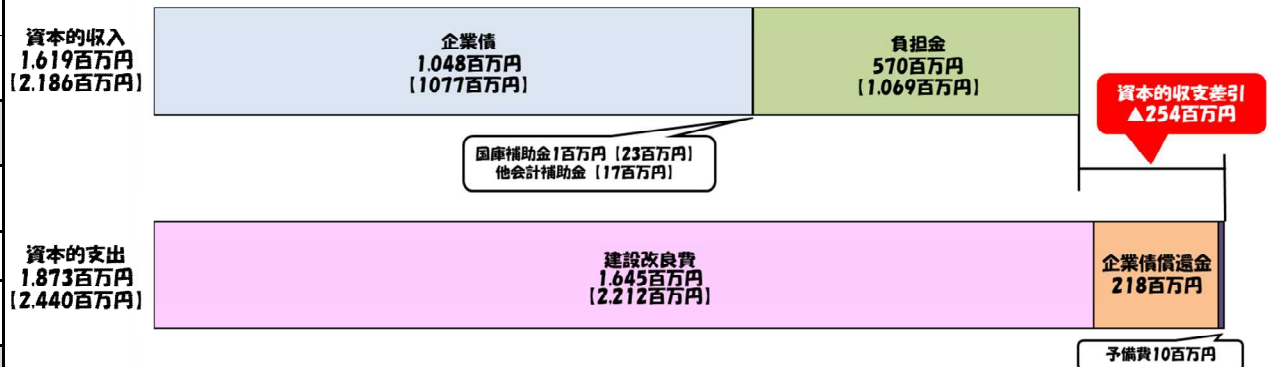 資本的収入
1,619百万円
[2,186百万円]
企業債
1,048百万円
[1077百万円]
負担金
570百万円
[1,069百万円]
資本的収支差引
▲254百万円
国庫補助金1百万円 [23百万円]
他会計補助金 [17百万円]
資本的支出
1,873百万円
[2,440百万円]
建設改良費
1,645百万円
[2,212百万円]
企業債償還金
218百万円
予備費10百万円